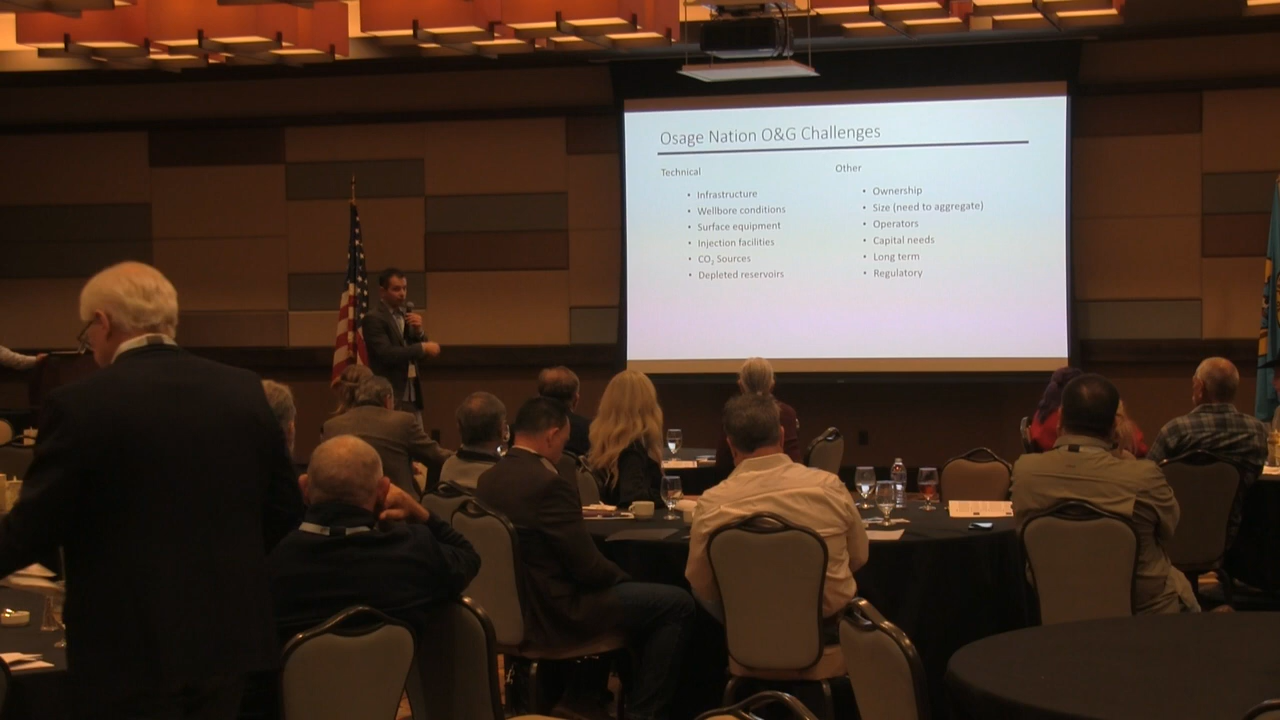 Osage Nation O&G Challenges
Technical
• Infrastructure
• Wellbore conditions
• Surface equipment
• Injection facilities
• CO₂ Sources
• Depleted reservoirs
Other
• Ownership
• Size (need to aggregate)
• Operators
• Capital needs
• Long term
• Regulatory